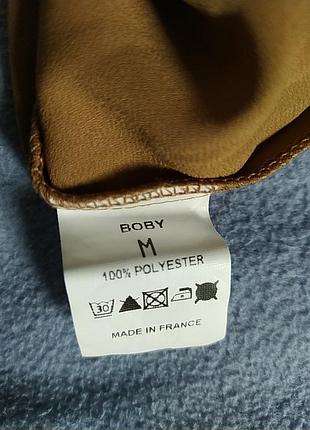 BOBY
M
100% POLYESTER
30
MADE IN FRANCE